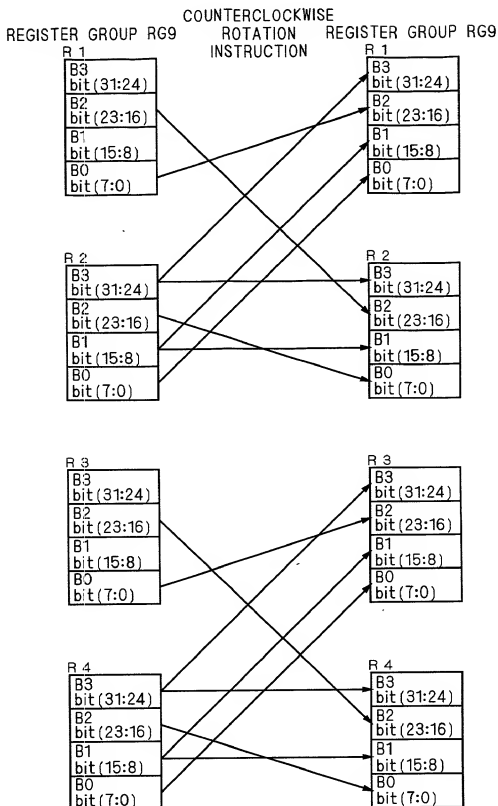 COUNTERCLOCKWISE
REGISTER GROUP RG9 ROTATION REGISTER GROUP RG9
INSTRUCTION
R 1
B3
bit(31:24)
B2
bit(23:16)
B1
bit(15:8)
B0
bit(7:0)
R 1
B3
bit(31:24)
B2
bit(23:16)
B1
bit(15:8)
B0
bit(7:0)
R 2
B3
bit(31:24)
B2
bit(23:16)
B1
bit(15:8)
B0
bit(7:0)
R 2
B3
bit(31:24)
B2
bit(23:16)
B1
bit(15:8)
B0
bit(7:0)
R 3
B3
bit(31:24)
B2
bit(23:16)
B1
bit(15:8)
B0
bit(7:0)
R 3
B3
bit(31:24)
B2
bit(23:16)
B1
bit(15:8)
B0
bit(7:0)
R 4
B3
bit(31:24)
B2
bit(23:16)
B1
bit(15:8)
B0
bit(7:0)
R 4
B3
bit(31:24)
B2
bit(23:16)
B1
bit(15:8)
B0
bit(7:0)